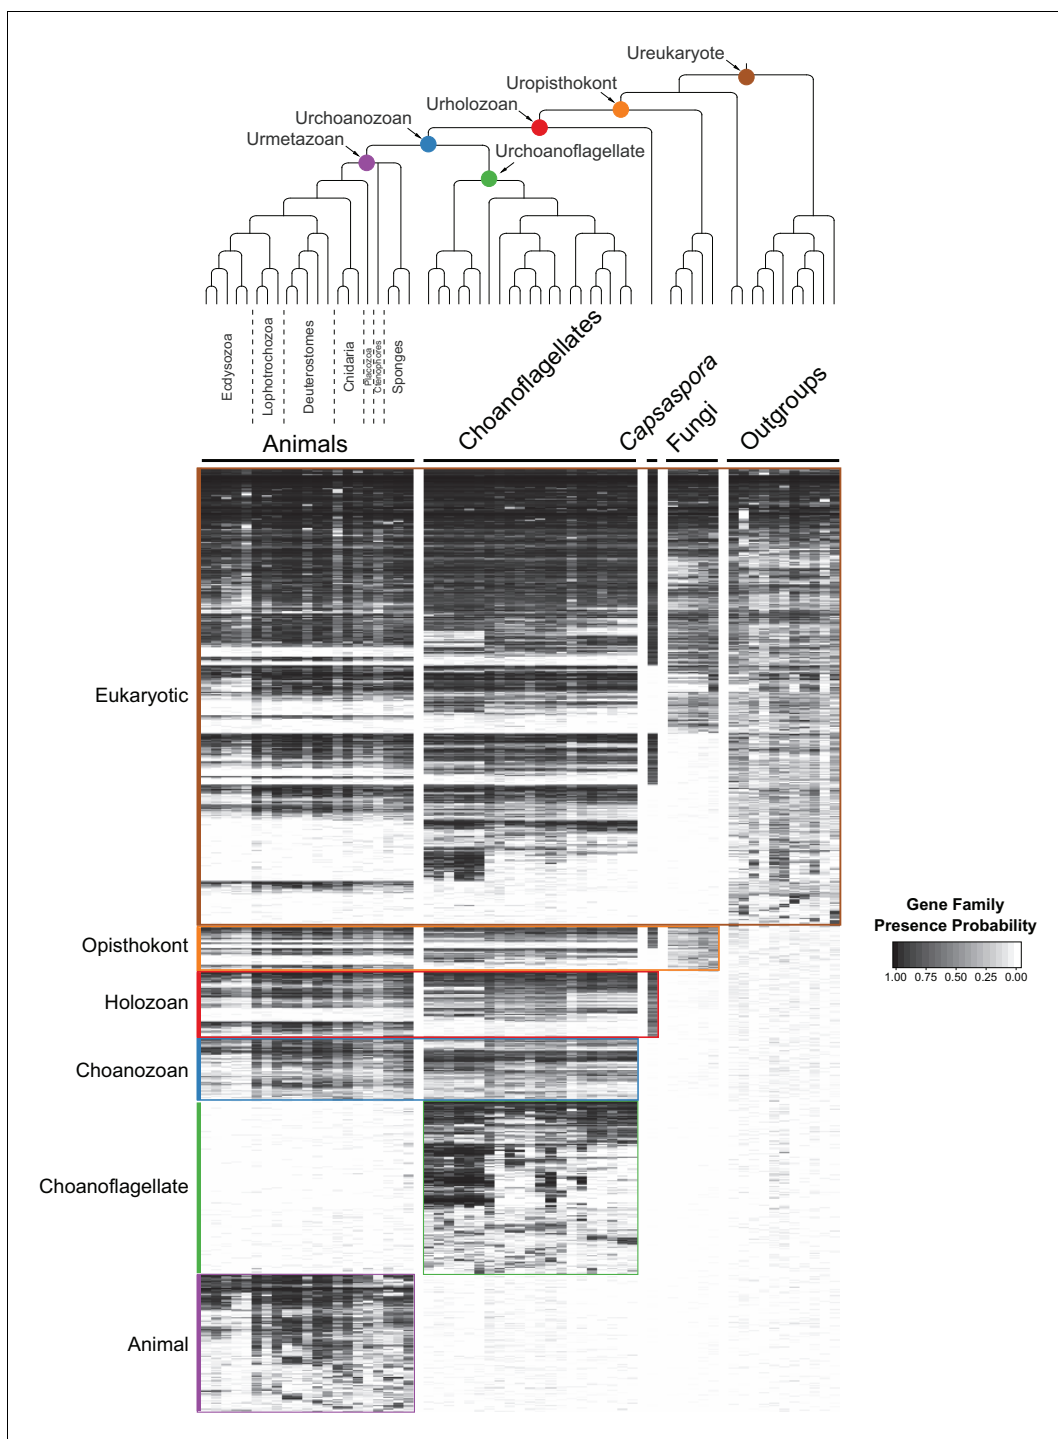 Ureukaryote
Uropisthokont
Urholozoan
Urchoanozoan
Urmetazoan
Urchoanoflagellate
Ecdysozoa
Lophotrochozoa
Deuterostomes
Cnidaria
Placozoa
Ctenophores
Sponges
Animals
Choanoflagellates
Capsaspora
Fungi
Outgroups
Eukaryotic
Opisthokont
Holozoan
Choanozoan
Choanoflagellate
Animal
Gene Family
Presence Probability
1.00 0.75 0.50 0.25 0.00